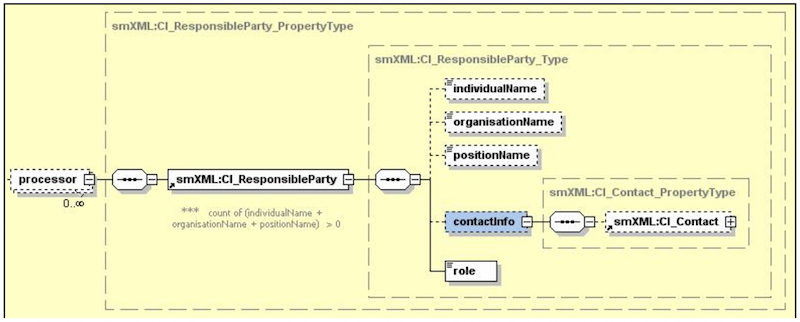 smXML:CI_ResponsibleParty_PropertyType
smXML:CI_ResponsibleParty_Type
individualName
organisationName
positionName
processor
0..∞
smXML:CI_ResponsibleParty
*** count of (individualName +
organisationName + positionName) > 0
smXML:CI_Contact_PropertyType
contactInfo
smXML:CI_Contact
role